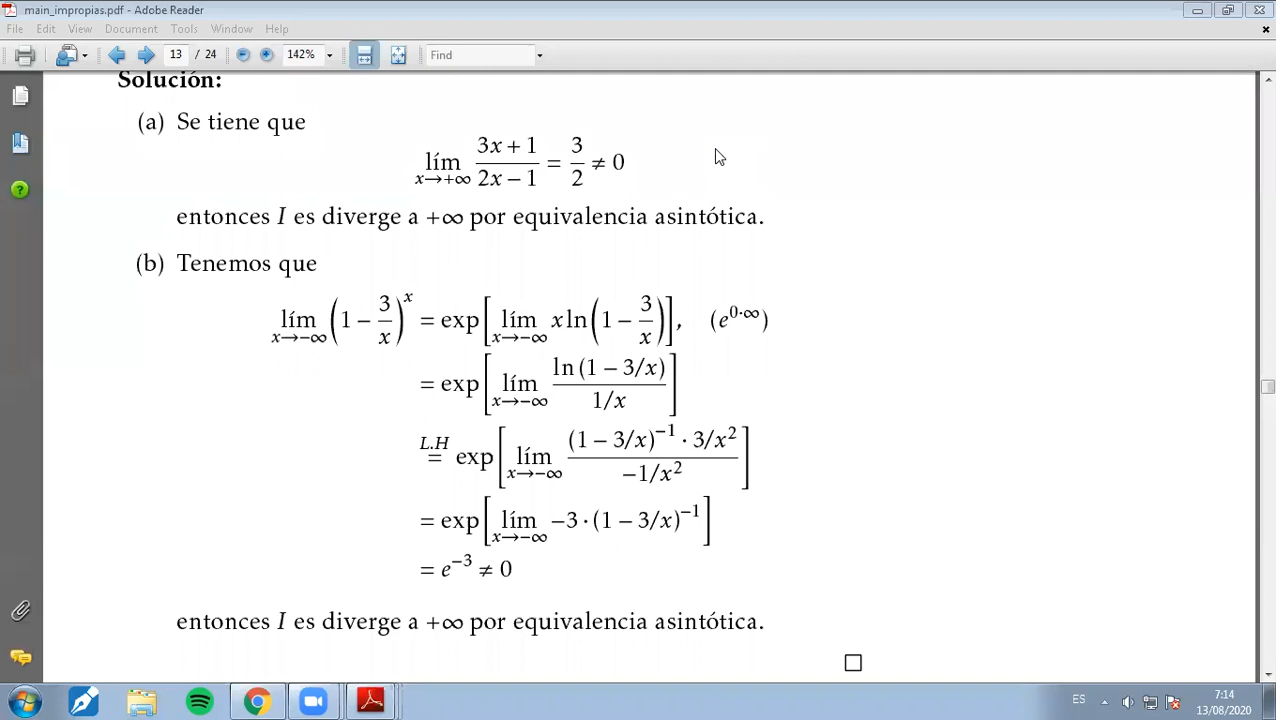 main_impropias.pdf - Adobe Reader
File Edit View Document Tools Window Help
13 / 24 142% Find
Solución:
(a) Se tiene que
lím_{x→+∞} (3x + 1)/(2x − 1) = 3/2 ≠ 0
entonces I es diverge a +∞ por equivalencia asintótica.
(b) Tenemos que
lím_{x→−∞} (1 − 3/x)^x = exp[lím_{x→−∞} x ln(1 − 3/x)], (e^{0·∞})
= exp[lím_{x→−∞} ln(1 − 3/x)/(1/x)]
L.H = exp[lím_{x→−∞} ((1 − 3/x)^{−1} · 3/x²)/(−1/x²)]
= exp[lím_{x→−∞} −3 · (1 − 3/x)^{−1}]
= e^{−3} ≠ 0
entonces I es diverge a +∞ por equivalencia asintótica.
□
ES 7:14
13/08/2020